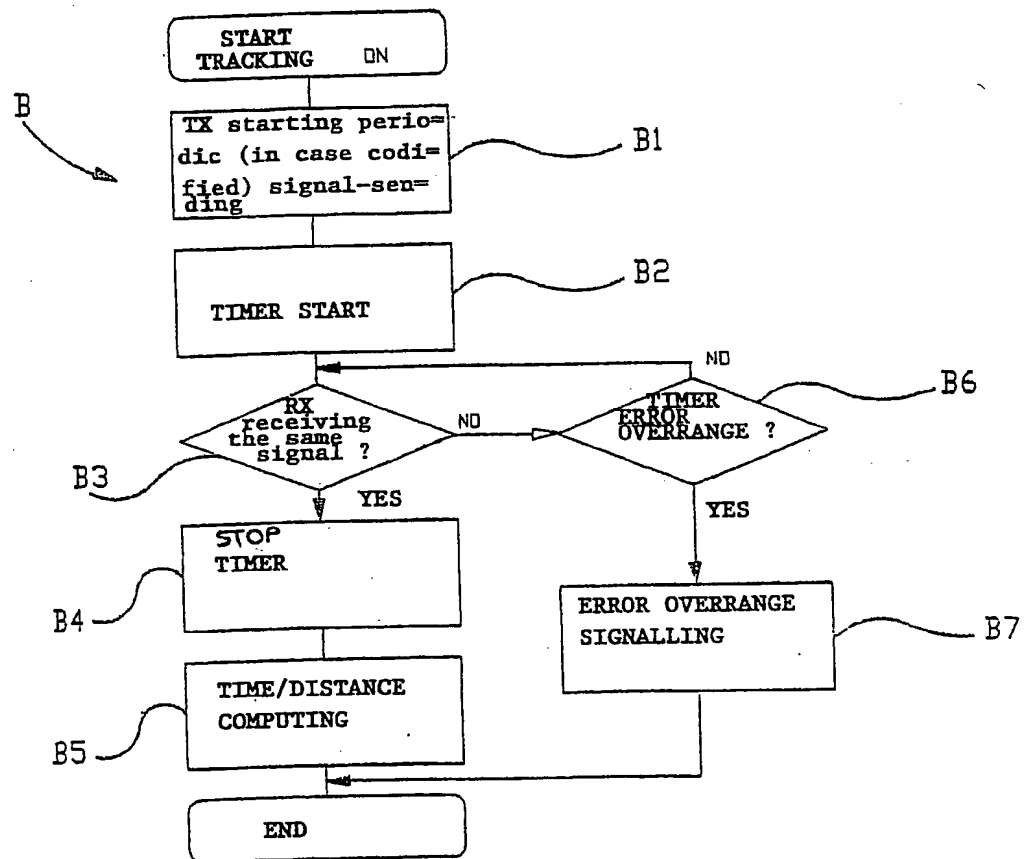 START
TRACKING ON
B
TX starting perio=
dic (in case codi=
fied) signal-sen=
ding
B1
TIMER START
B2
NO
RX
receiving
the same
signal ?
NO
TIMER
ERROR
OVERRANGE ?
B6
B3
YES
YES
STOP
TIMER
B4
ERROR OVERRANGE
SIGNALLING
B7
TIME/DISTANCE
COMPUTING
B5
END